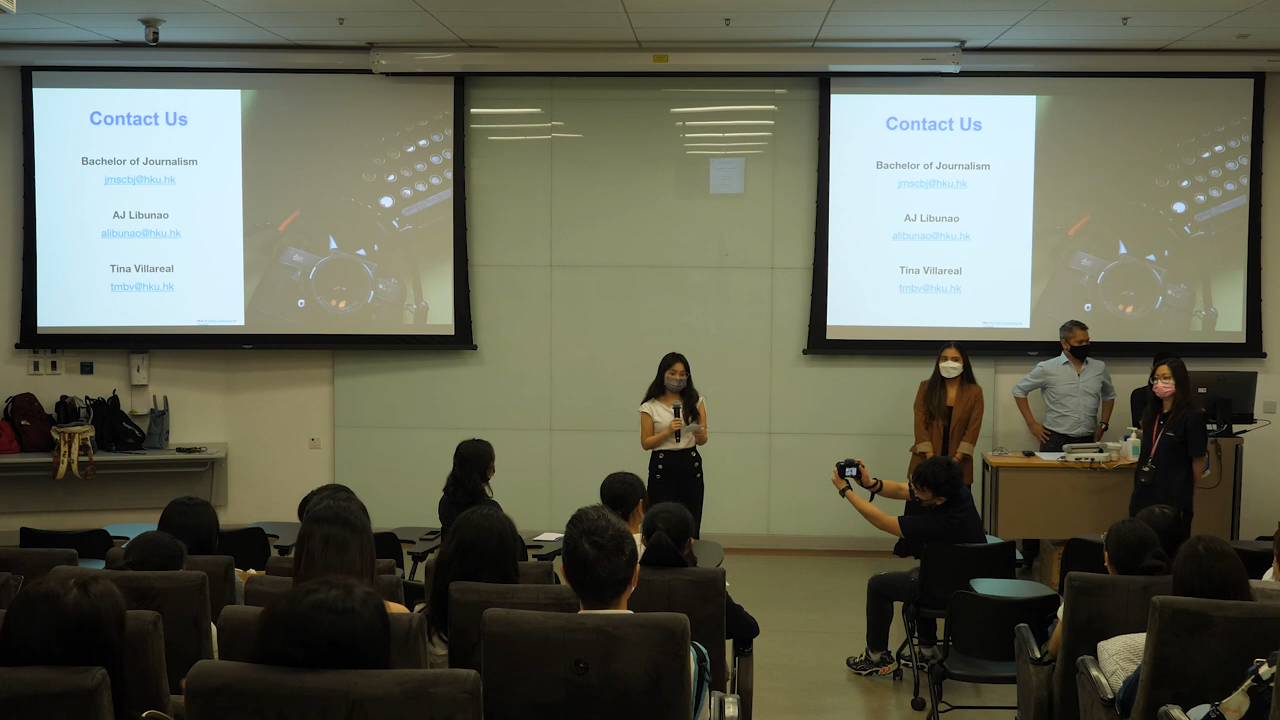 Contact Us
Bachelor of Journalism
jmscbj@hku.hk
AJ Libunao
alibunao@hku.hk
Tina Villareal
tmbv@hku.hk
Contact Us
Bachelor of Journalism
jmscbj@hku.hk
AJ Libunao
alibunao@hku.hk
Tina Villareal
tmbv@hku.hk